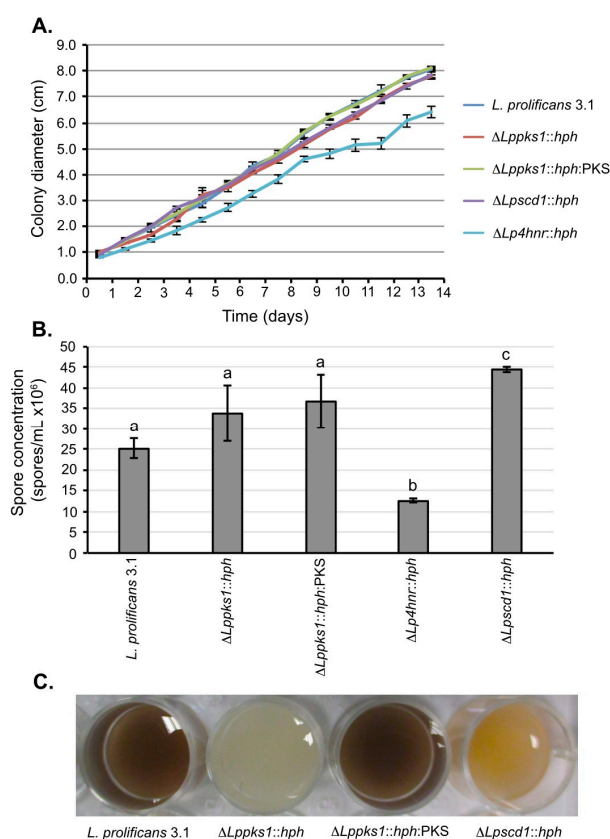 A.
Colony diameter (cm)
9.0
8.0
7.0
6.0
5.0
4.0
3.0
2.0
1.0
0.0
0 1 2 3 4 5 6 7 8 9 10 11 12 13 14
Time (days)
L. prolificans 3.1
ΔLppks1::hph
ΔLppks1::hph:PKS
ΔLpscd1::hph
ΔLp4hnr::hph
B.
Spore concentration
(spores/mL x10⁶)
50
45
40
35
30
25
20
15
10
5
0
a
a
a
b
c
L. prolificans 3.1
ΔLppks1::hph
ΔLppks1::hph:PKS
ΔLp4hnr::hph
ΔLpscd1::hph
C.
L. prolificans 3.1 ΔLppks1::hph ΔLppks1::hph:PKS ΔLpscd1::hph